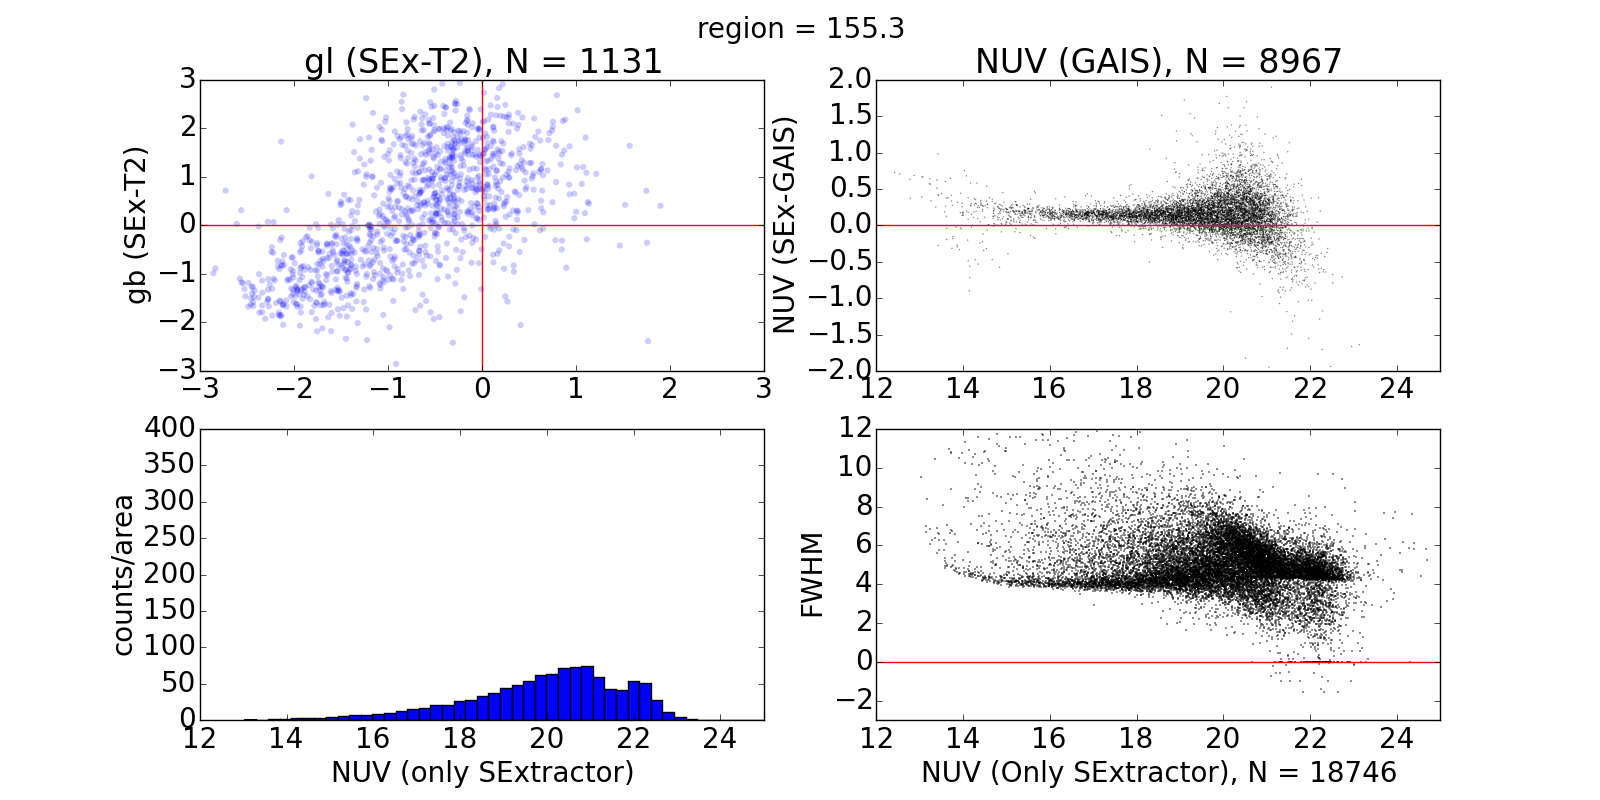 region = 155.3
gl (SEx-T2), N = 1131
3
2
1
0
−1
−2
−3
gb (SEx-T2)
−3 −2 −1 0 1 2 3
NUV (GAIS), N = 8967
2.0
1.5
1.0
0.5
0.0
−0.5
−1.0
−1.5
−2.0
NUV (SEx-GAIS)
12 14 16 18 20 22 24
400
350
300
250
200
150
100
50
0
counts/area
12 14 16 18 20 22 24
NUV (only SExtractor)
12
10
8
6
4
2
0
−2
FWHM
12 14 16 18 20 22 24
NUV (Only SExtractor), N = 18746